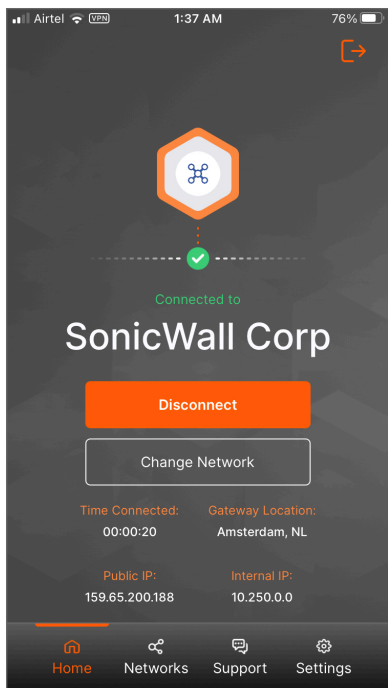 Airtel VPN 1:37 AM 76%
Connected to
SonicWall Corp
Disconnect
Change Network
Time Connected: Gateway Location:
00:00:20 Amsterdam, NL
Public IP: Internal IP:
159.65.200.188 10.250.0.0
Home Networks Support Settings